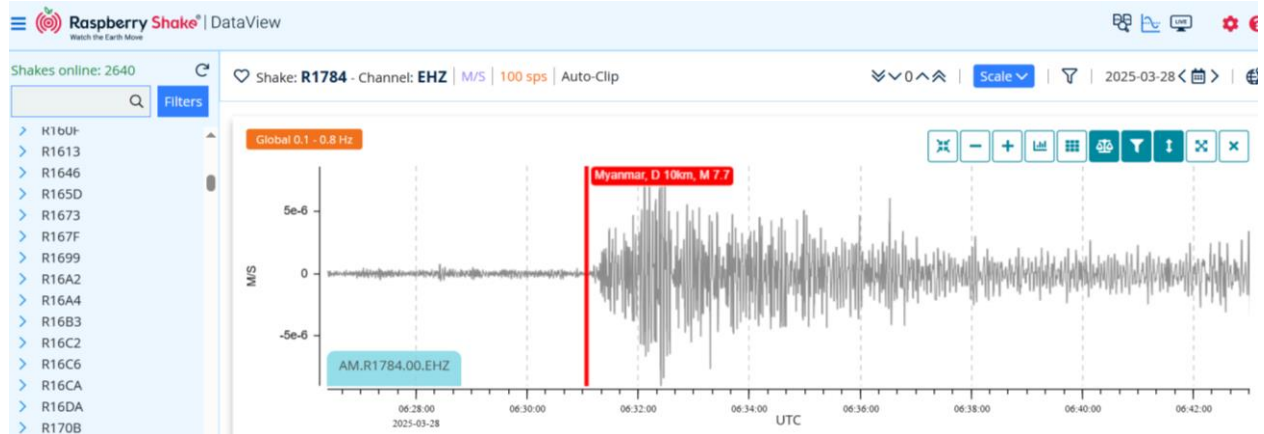 Raspberry Shake® | DataView
Watch the Earth Move
LIVE
Shakes online: 2640
Filters
R160F
R1613
R1646
R165D
R1673
R167F
R1699
R16A2
R16A4
R16B3
R16C2
R16C6
R16CA
R16DA
R170B
Shake: R1784 - Channel: EHZ | M/S | 100 sps | Auto-Clip
0 | Scale | | 2025-03-28 |
Global 0.1 - 0.8 Hz
Myanmar, D 10km, M 7.7
5e-6
0
-5e-6
M/S
AM.R1784.00.EHZ
06:28:00 06:30:00 06:32:00 06:34:00 06:36:00 06:38:00 06:40:00 06:42:00
2025-03-28
UTC